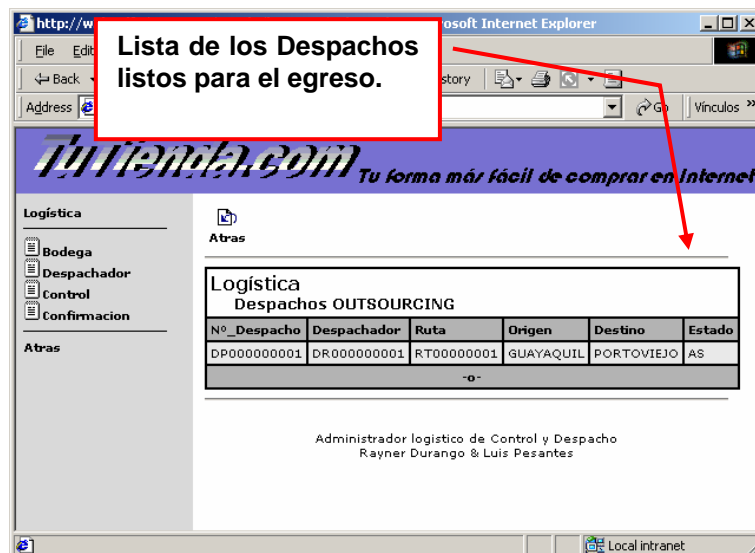 http://w
rosoft Internet Explorer
File Edit
Lista de los Despachos
listos para el egreso.
Back
story
Address
Go
Vínculos »
TuTienda.com
Tu forma más fácil de comprar en Internet
Logística
Bodega
Despachador
Control
Confirmacion
Atras
Atras
Logística
Despachos OUTSOURCING
Nº_Despacho Despachador Ruta Origen Destino Estado
DP000000001 DR000000001 RT00000001 GUAYAQUIL PORTOVIEJO AS
-o-
Administrador logistico de Control y Despacho
Rayner Durango & Luis Pesantes
Local intranet